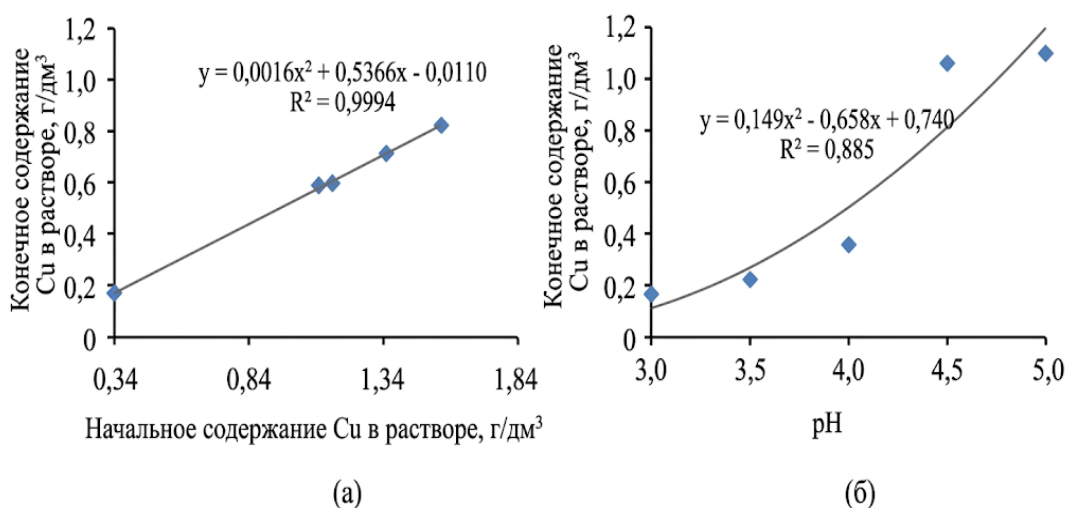 Конечное содержание
Cu в растворе, г/дм³
1,2
1,0
0,8
0,6
0,4
0,2
0
y = 0,0016x² + 0,5366x - 0,0110
R² = 0,9994
0,34
0,84
1,34
1,84
Начальное содержание Cu в растворе, г/дм³
(а)
Конечное содержание
Cu в растворе, г/дм³
1,2
1,0
0,8
0,6
0,4
0,2
0
y = 0,149x² - 0,658x + 0,740
R² = 0,885
3,0
3,5
4,0
4,5
5,0
pH
(б)